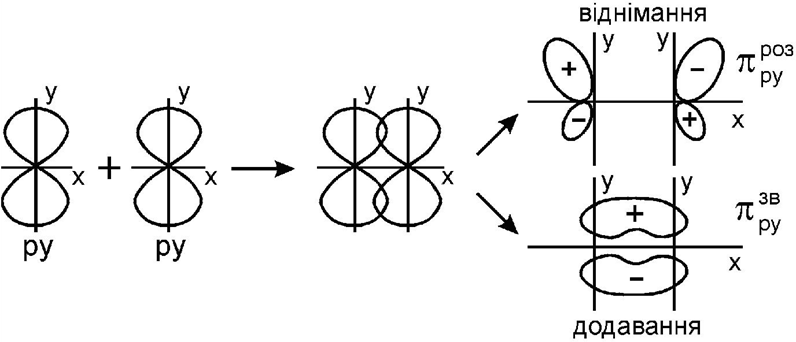 віднімання
y y
+ − π роз py
− + x
y y y y
+
x x x
py py
y y
+ π зв py
x
−
додавання